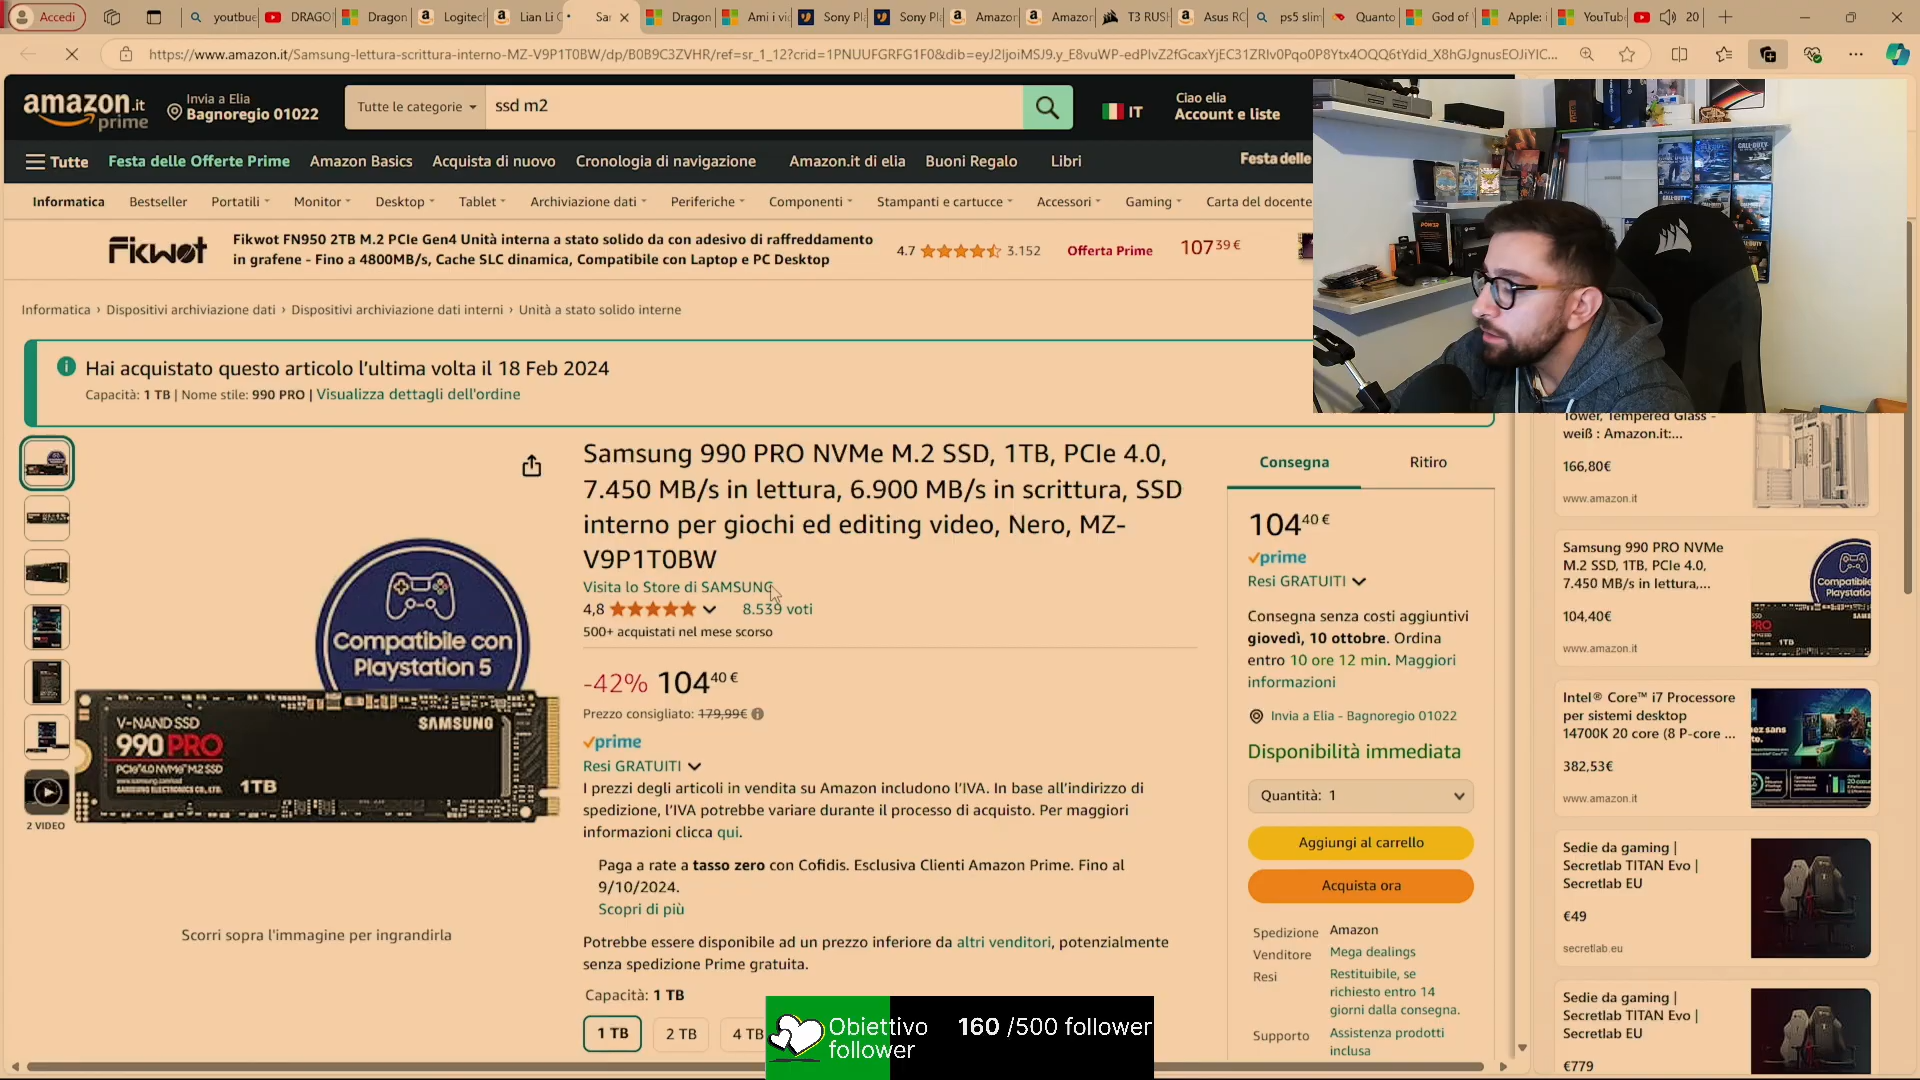 Accedi
youtbu
DRAGO
Dragon
Logitec
Lian Li
Sa
Dragon
Ami i vi
Sony Pl
Sony Pl
Amazor
Amazor
T3 RUS
Asus RO
ps5 slim
Quanto
God of
Apple:
YouTub
20
https://www.amazon.it/Samsung-lettura-scrittura-interno-MZ-V9P1T0BW/dp/B0B9C3ZVHR/ref=sr_1_12?crid=1PNUUFGRFG1F0&dib=
amazon.it
prime
Invia a Elia
Bagnoregio 01022
Tutte le categorie
ssd m2
IT
Ciao elia
Account e liste
Tutte
Festa delle Offerte Prime
Amazon Basics
Acquista di nuovo
Cronologia di navigazione
Amazon.it di elia
Buoni Regalo
Libri
Festa delle
Informatica
Bestseller
Portatili
Monitor
Desktop
Tablet
Archiviazione dati
Periferiche
Componenti
Stampanti e cartucce
Accessori
Gaming
Carta del docente
Fikwot
Fikwot FN950 2TB M.2 PCIe Gen4 Unità interna a stato solido da con adesivo di raffreddamento
in grafene - Fino a 4800MB/s, Cache SLC dinamica, Compatibile con Laptop e PC Desktop
4.7
3.152
Offerta Prime
107 39 €
Informatica › Dispositivi archiviazione dati › Dispositivi archiviazione dati interni › Unità a stato solido interne
Hai acquistato questo articolo l'ultima volta il 18 Feb 2024
Capacità: 1 TB | Nome stile: 990 PRO | Visualizza dettagli dell'ordine
2 VIDEO
Compatibile con
Playstation 5
V-NAND SSD
990 PRO
PCIe 4.0 NVMe M.2 SSD
SAMSUNG ELECTRONICS CO., LTD.
1TB
SAMSUNG
Scorri sopra l'immagine per ingrandirla
Samsung 990 PRO NVMe M.2 SSD, 1TB, PCIe 4.0,
7.450 MB/s in lettura, 6.900 MB/s in scrittura, SSD
interno per giochi ed editing video, Nero, MZ-
V9P1T0BW
Visita lo Store di SAMSUNG
4,8
8.539 voti
500+ acquistati nel mese scorso
-42% 104 40 €
Prezzo consigliato: 179,99€
prime
Resi GRATUITI
I prezzi degli articoli in vendita su Amazon includono l'IVA. In base all'indirizzo di
spedizione, l'IVA potrebbe variare durante il processo di acquisto. Per maggiori
informazioni clicca qui.
Paga a rate a tasso zero con Cofidis. Esclusiva Clienti Amazon Prime. Fino al
9/10/2024.
Scopri di più
Potrebbe essere disponibile ad un prezzo inferiore da altri venditori, potenzialmente
senza spedizione Prime gratuita.
Capacità: 1 TB
1 TB
2 TB
4 TB
Consegna
Ritiro
104 40 €
prime
Resi GRATUITI
Consegna senza costi aggiuntivi
giovedì, 10 ottobre. Ordina
entro 10 ore 12 min. Maggiori
informazioni
Invia a Elia - Bagnoregio 01022
Disponibilità immediata
Quantità: 1
Aggiungi al carrello
Acquista ora
Spedizione
Amazon
Venditore
Mega dealings
Resi
Restituibile, se
richiesto entro 14
giorni dalla consegna.
Supporto
Assistenza prodotti
inclusa
Tower, Tempered Glass -
weiß : Amazon.it:...
166,80€
www.amazon.it
Samsung 990 PRO NVMe
M.2 SSD, 1TB, PCIe 4.0,
7.450 MB/s in lettura,...
104,40€
www.amazon.it
Compatibile
Playstation
PRO
1TB
Intel® Core™ i7 Processore
per sistemi desktop
14700K 20 core (8 P-core ...
382,53€
www.amazon.it
Sedie da gaming |
Secretlab TITAN Evo |
Secretlab EU
€49
secretlab.eu
Sedie da gaming |
Secretlab TITAN Evo |
Secretlab EU
€779
Obiettivo
follower
160 /500 follower